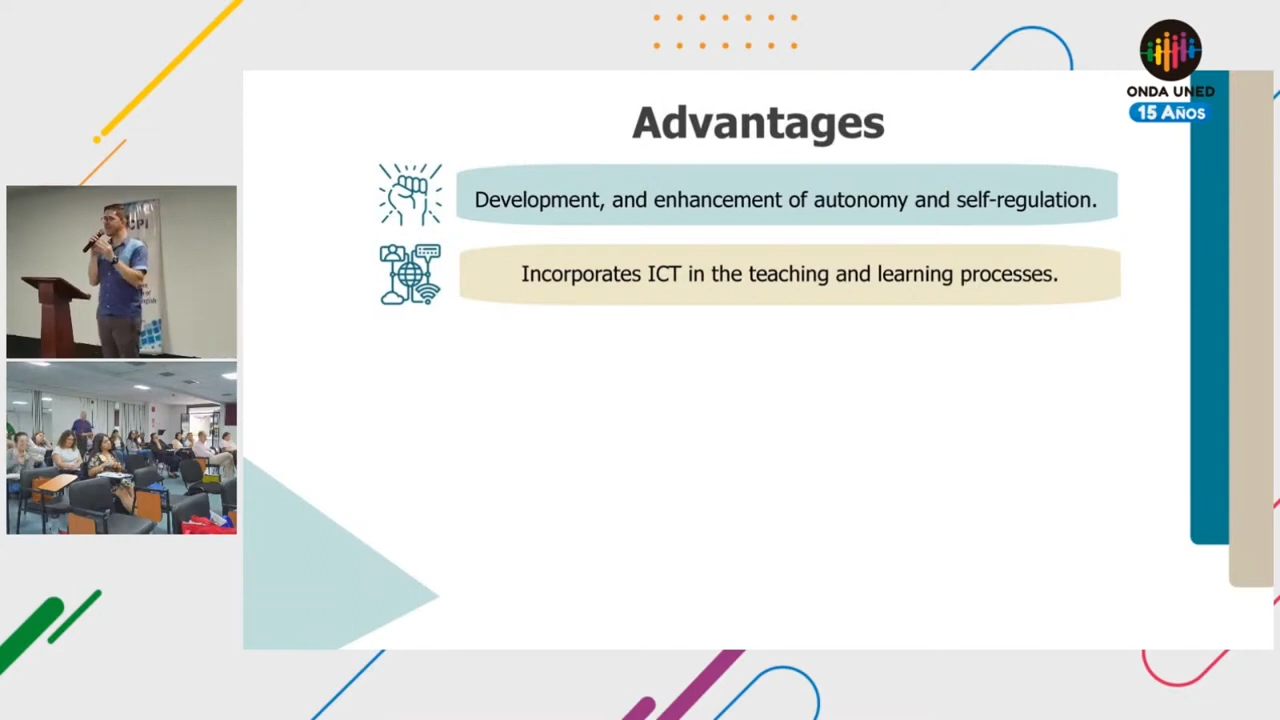 Advantages
Development, and enhancement of autonomy and self-regulation.
Incorporates ICT in the teaching and learning processes.
ONDA UNED
15 AÑOS
CPI